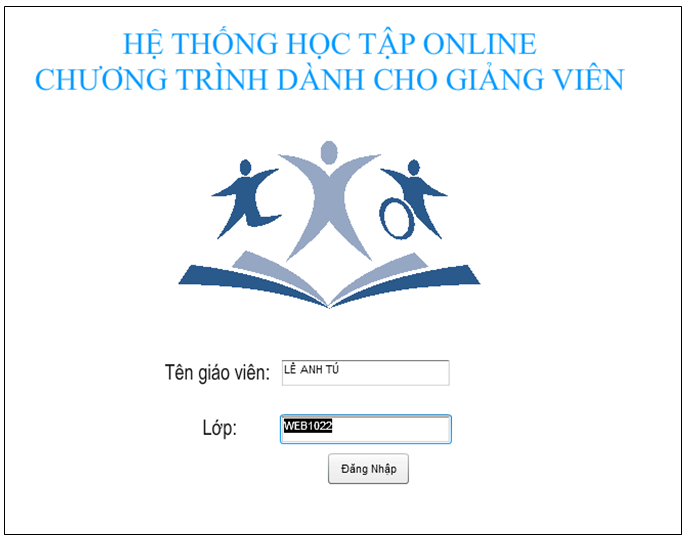 HỆ THỐNG HỌC TẬP ONLINE
CHƯƠNG TRÌNH DÀNH CHO GIẢNG VIÊN
Tên giáo viên: LÊ ANH TÚ
Lớp: WEB1022
Đăng Nhập